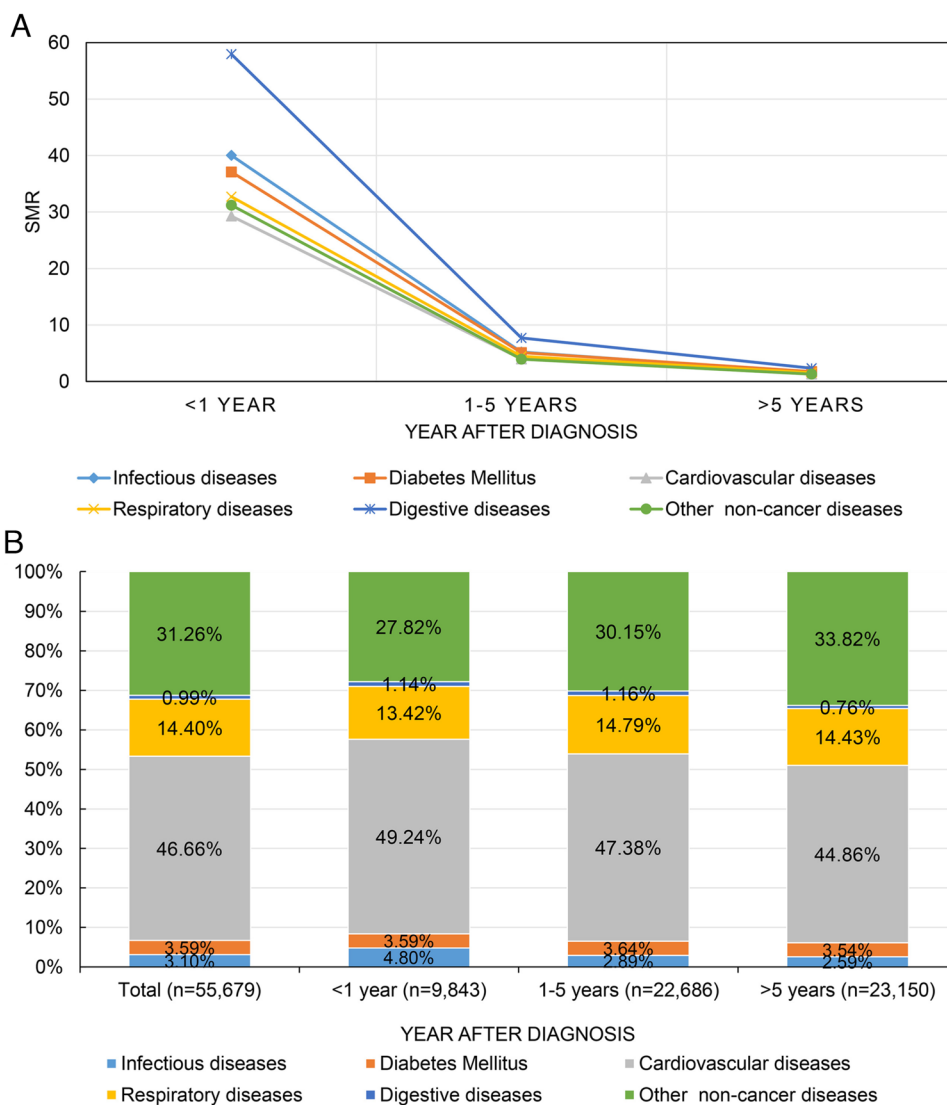 A
60
50
40
30
20
10
0
SMR
<1 YEAR 1-5 YEARS >5 YEARS
YEAR AFTER DIAGNOSIS
Infectious diseases Diabetes Mellitus Cardiovascular diseases
Respiratory diseases Digestive diseases Other non-cancer diseases
B
100%
90%
80%
70%
60%
50%
40%
30%
20%
10%
0%
31.26% 27.82% 30.15% 33.82%
0.99% 1.14% 1.16% 0.76%
14.40% 13.42% 14.79% 14.43%
46.66% 49.24% 47.38% 44.86%
3.59% 3.59% 3.64% 3.54%
3.10% 4.80% 2.89% 2.59%
Total (n=55,679) <1 year (n=9,843) 1-5 years (n=22,686) >5 years (n=23,150)
YEAR AFTER DIAGNOSIS
Infectious diseases Diabetes Mellitus Cardiovascular diseases
Respiratory diseases Digestive diseases Other non-cancer diseases